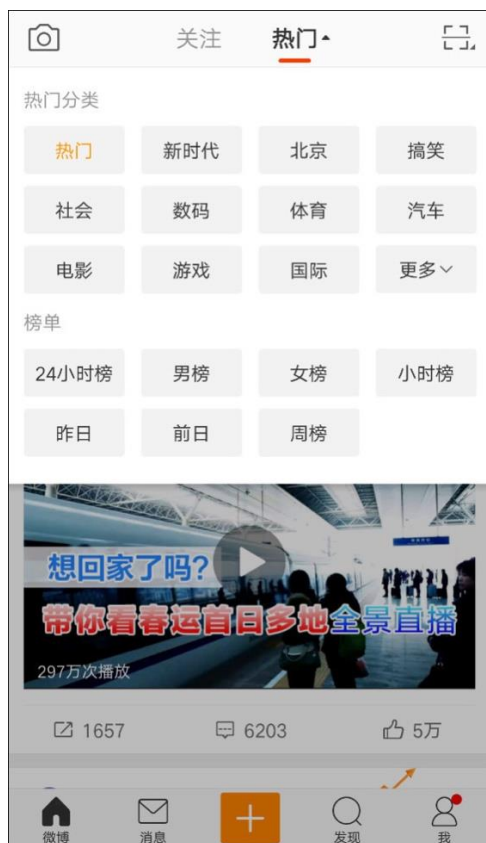 关注 热门
热门分类
热门 新时代 北京 搞笑
社会 数码 体育 汽车
电影 游戏 国际 更多
榜单
24小时榜 男榜 女榜 小时榜
昨日 前日 周榜
想回家了吗?
带你看春运首日多地全景直播
297万次播放
1657 6203 5万
微博 消息 发现 我